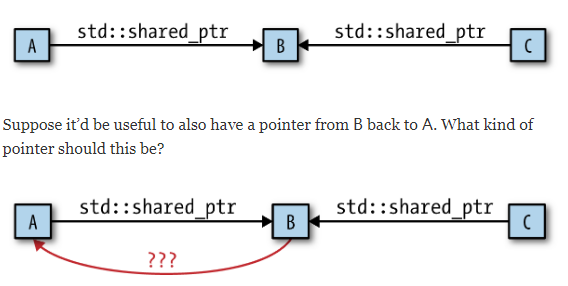 std::shared_ptr std::shared_ptr
A B C
Suppose it’d be useful to also have a pointer from B back to A. What kind of
pointer should this be?
std::shared_ptr std::shared_ptr
A B C
???